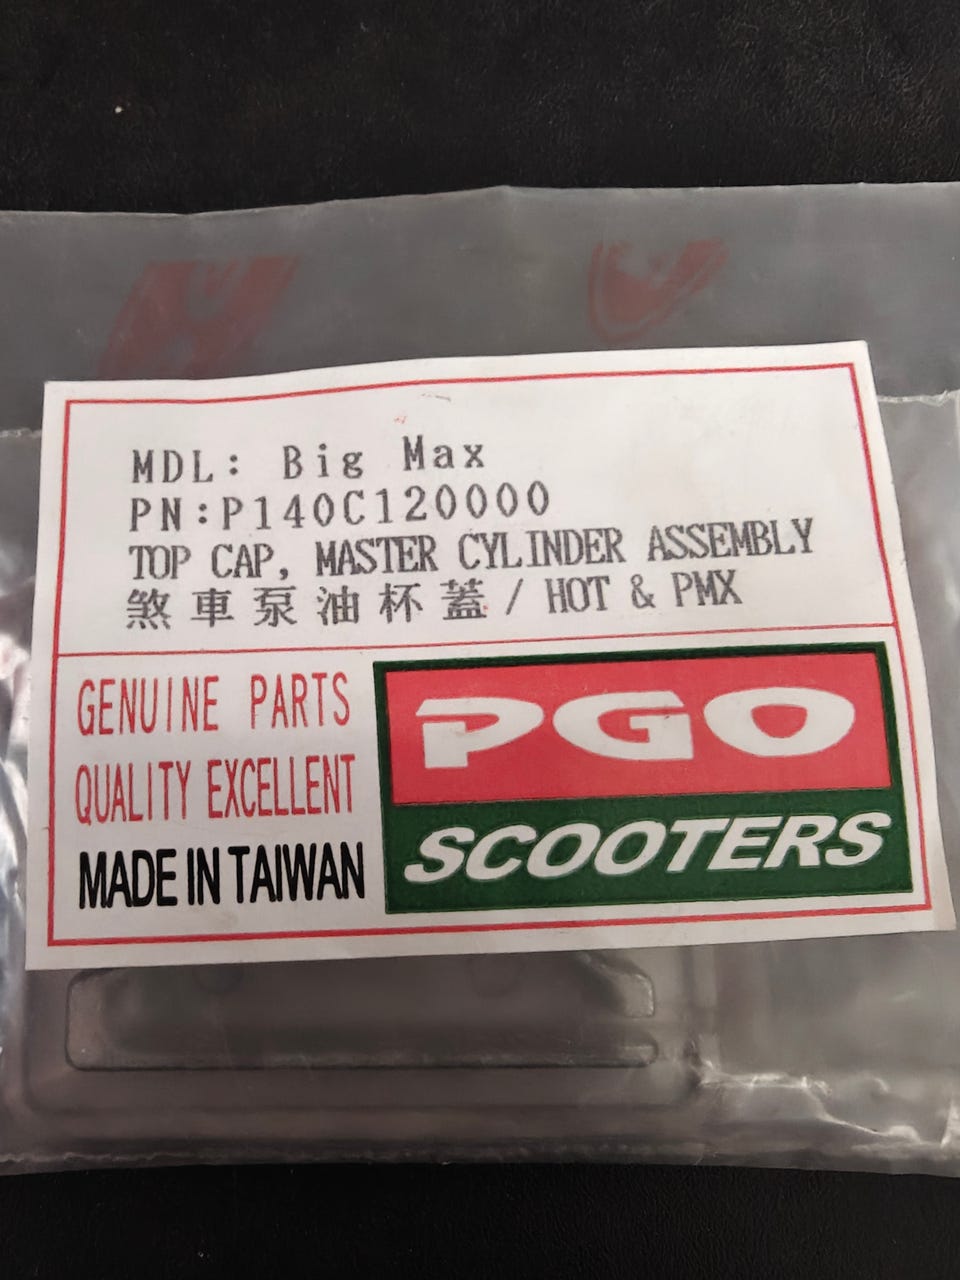 MDL: Big Max
PN:P140C120000
TOP CAP, MASTER CYLINDER ASSEMBLY
煞車泵油杯蓋/ HOT & PMX
GENUINE PARTS
QUALITY EXCELLENT
MADE IN TAIWAN
PGO
SCOOTERS